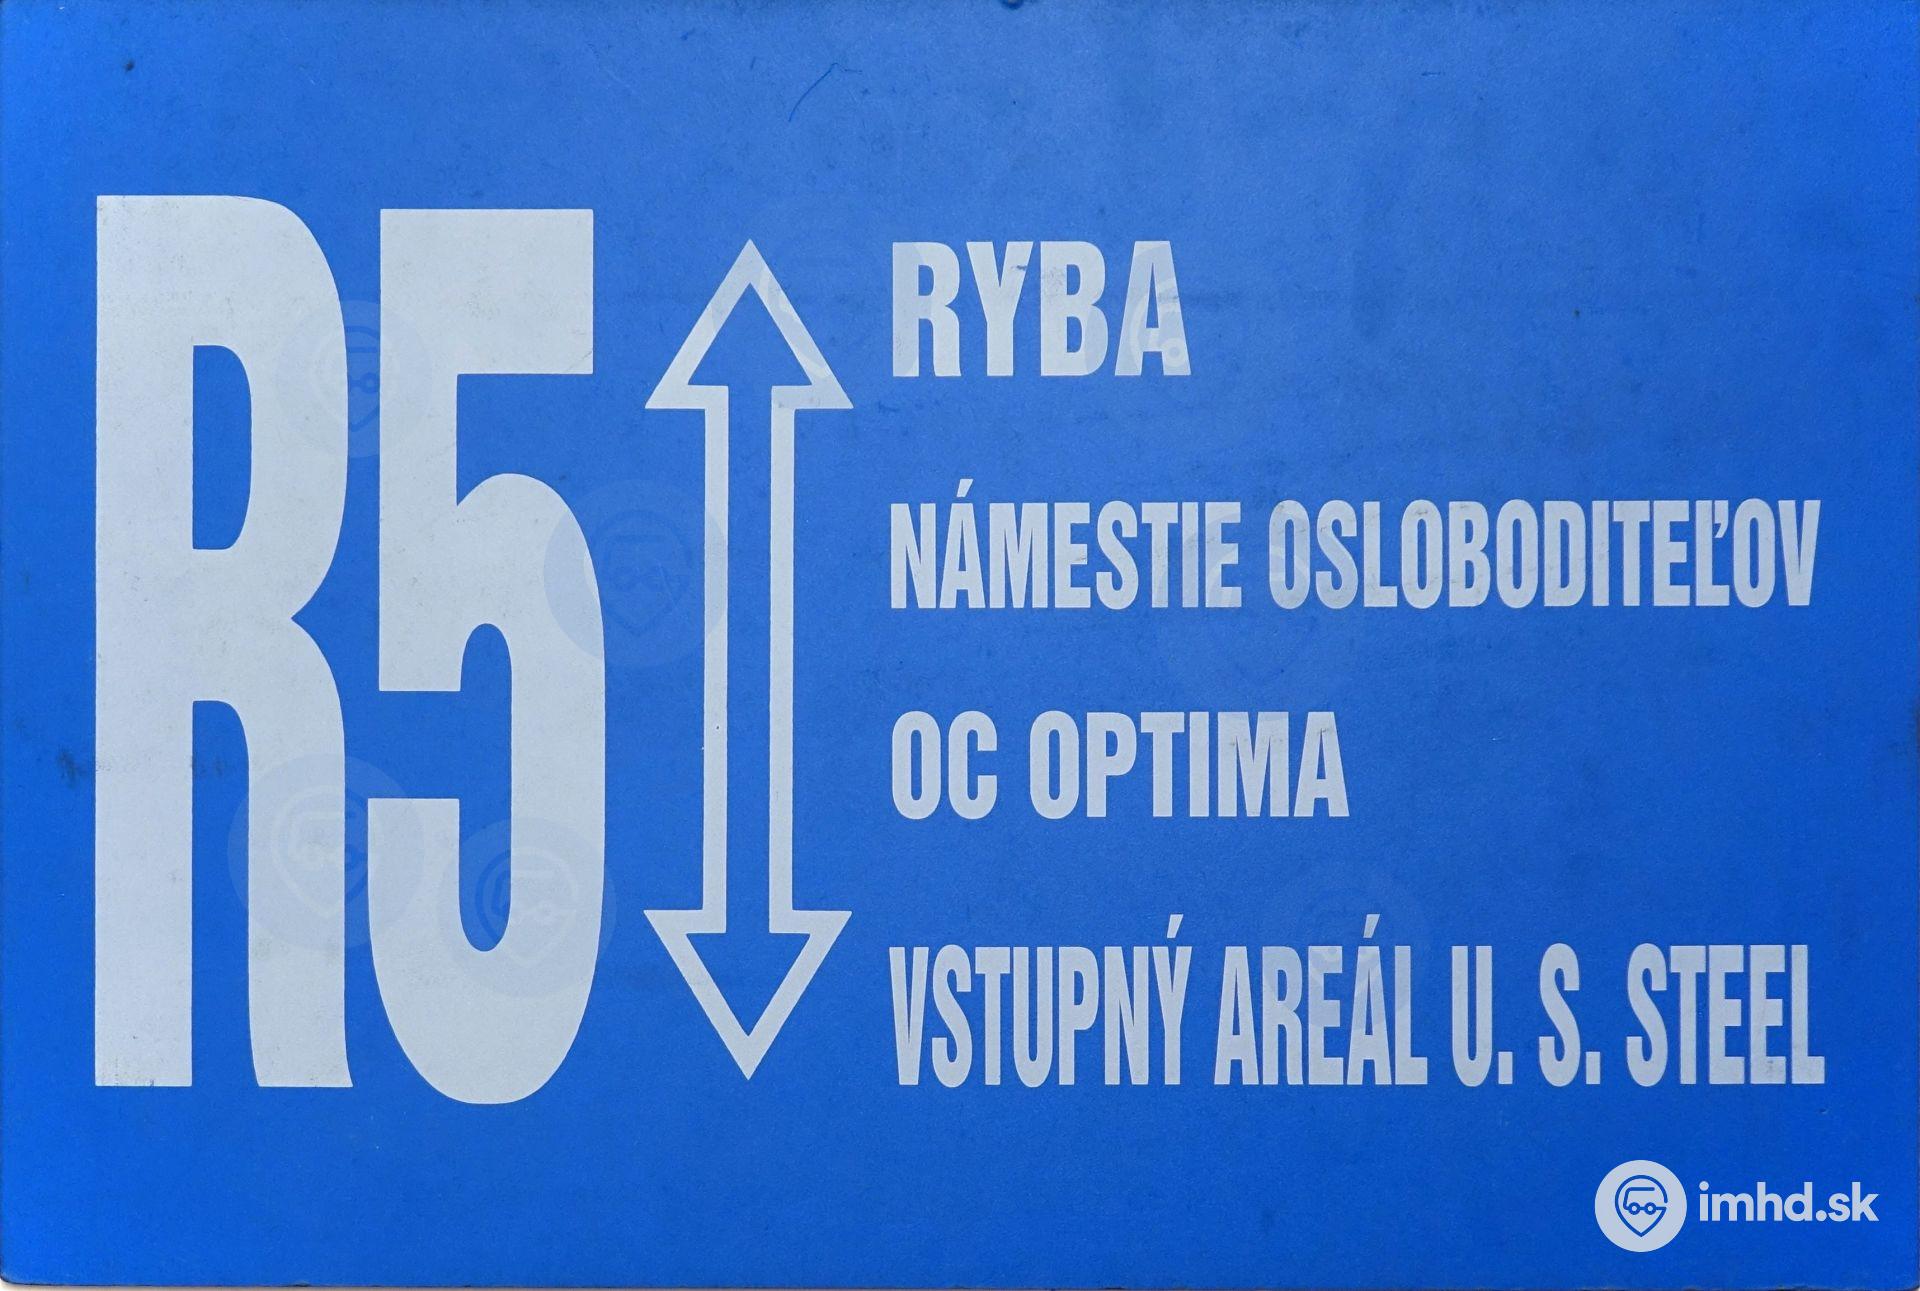 R5
RYBA
NÁMESTIE OSLOBODITEĽOV
OC OPTIMA
VSTUPNÝ AREÁL U. S. STEEL
imhd.sk